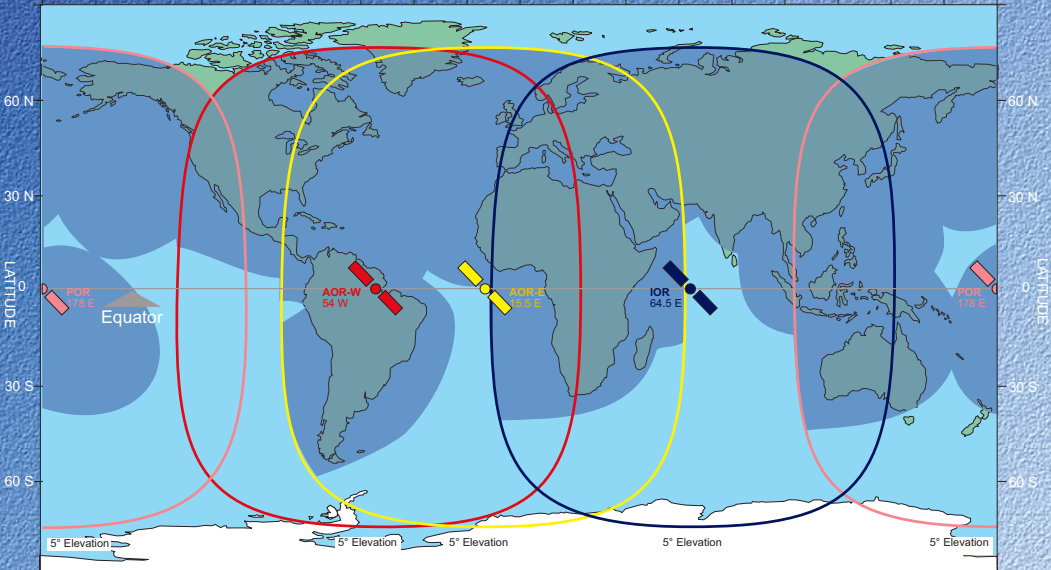 60 N
60 N
30 N
30 N
LATITUDE
LATITUDE
0
0
POR
178 E
Equator
AOR-W
54 W
AOR-E
15.5 E
IOR
64.5 E
POR
178 E
30 S
30 S
60 S
60 S
5° Elevation
5° Elevation
5° Elevation
5° Elevation
5° Elevation